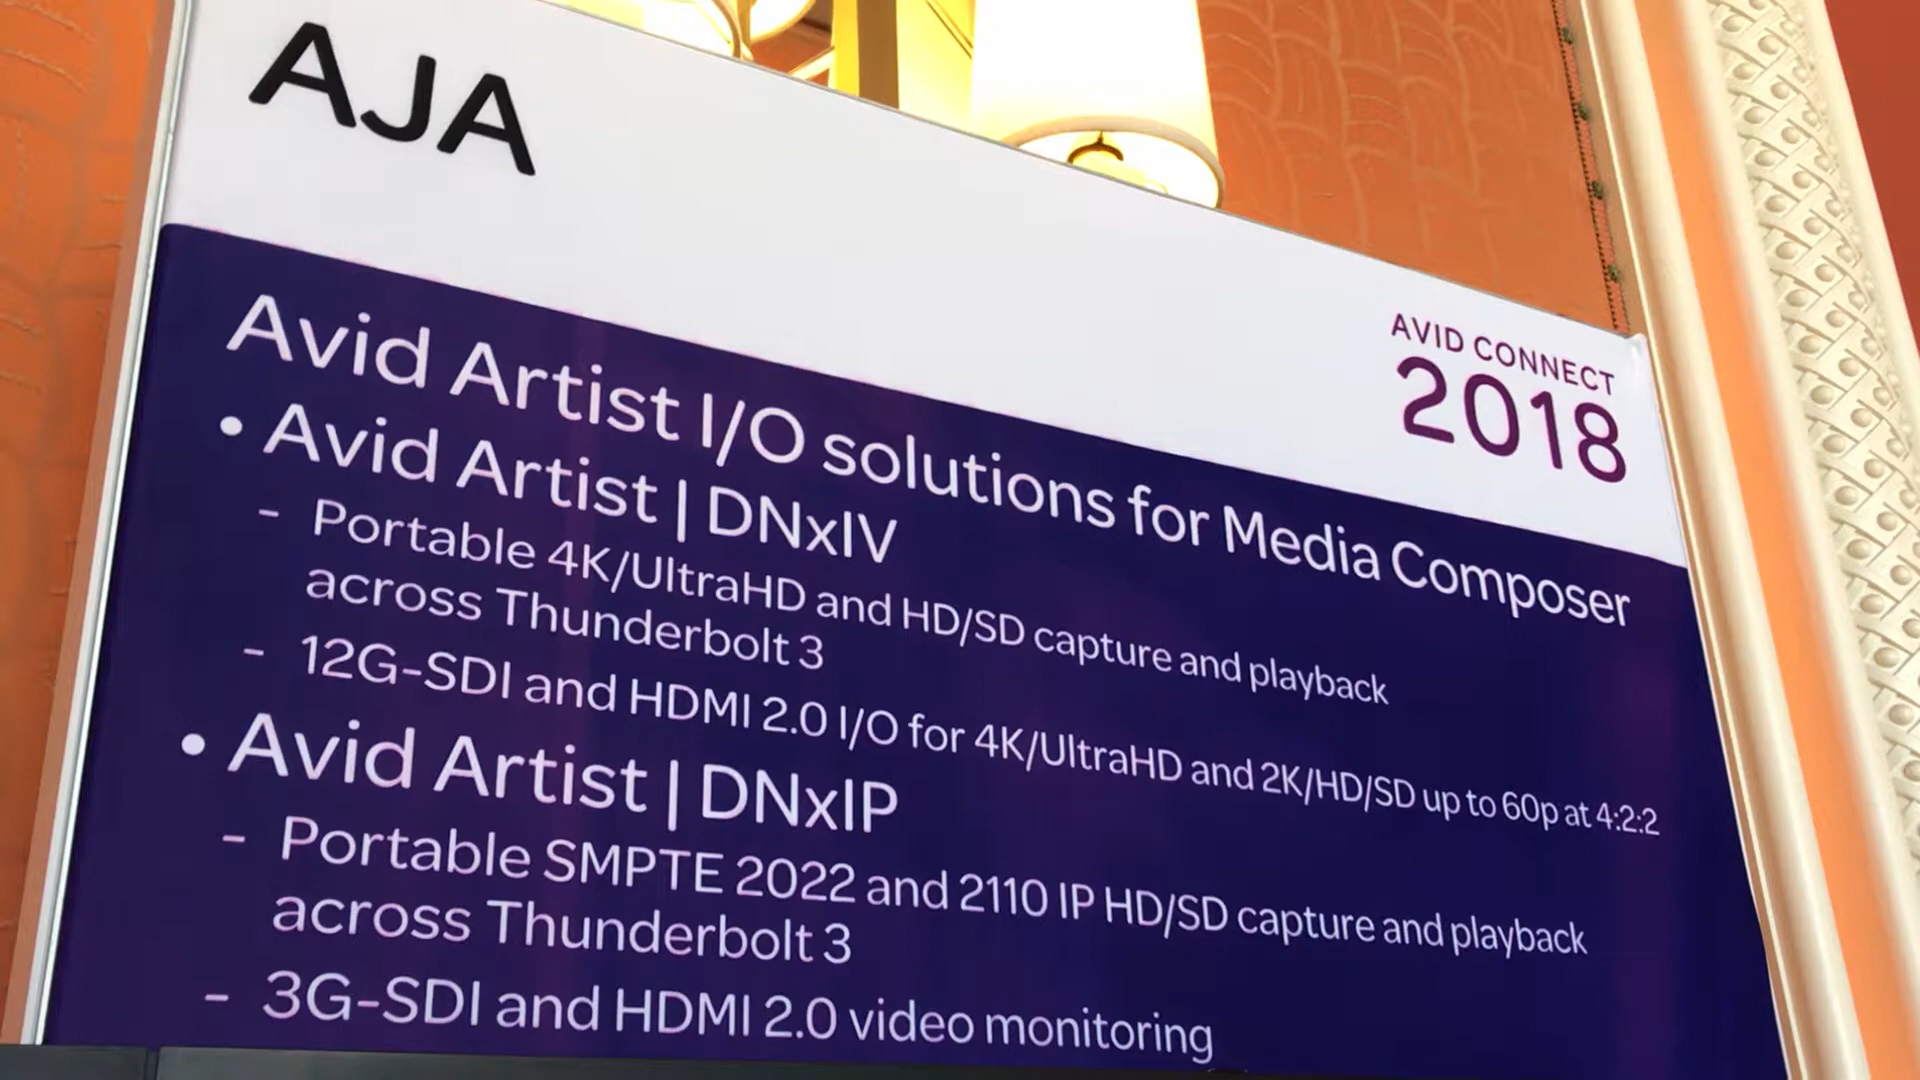 AJA
AVID CONNECT
2018
Avid Artist I/O solutions for Media Composer
• Avid Artist | DNxIV
- Portable 4K/UltraHD and HD/SD capture and playback
across Thunderbolt 3
- 12G-SDI and HDMI 2.0 I/O for 4K/UltraHD and 2K/HD/SD up to 60p at 4:2:2
• Avid Artist | DNxIP
- Portable SMPTE 2022 and 2110 IP HD/SD capture and playback
across Thunderbolt 3
- 3G-SDI and HDMI 2.0 video monitoring